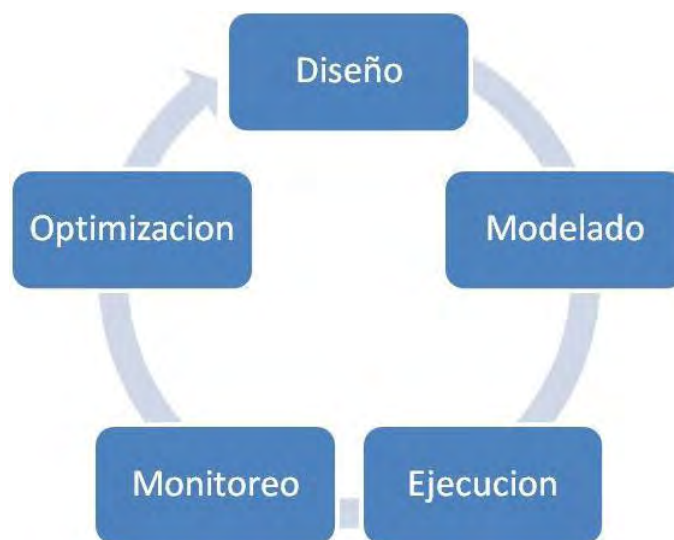 Diseño
Modelado
Ejecucion
Monitoreo
Optimizacion